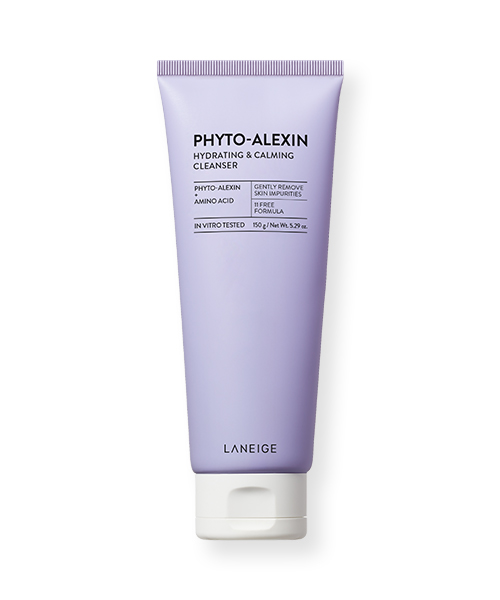 PHYTO-ALEXIN
HYDRATING & CALMING
CLEANSER
PHYTO-ALEXIN
+
AMINO ACID
GENTLY REMOVE
SKIN IMPURITIES
11 FREE
FORMULA
IN VITRO TESTED
150 g / Net Wt. 5.29 oz.
LANEIGE